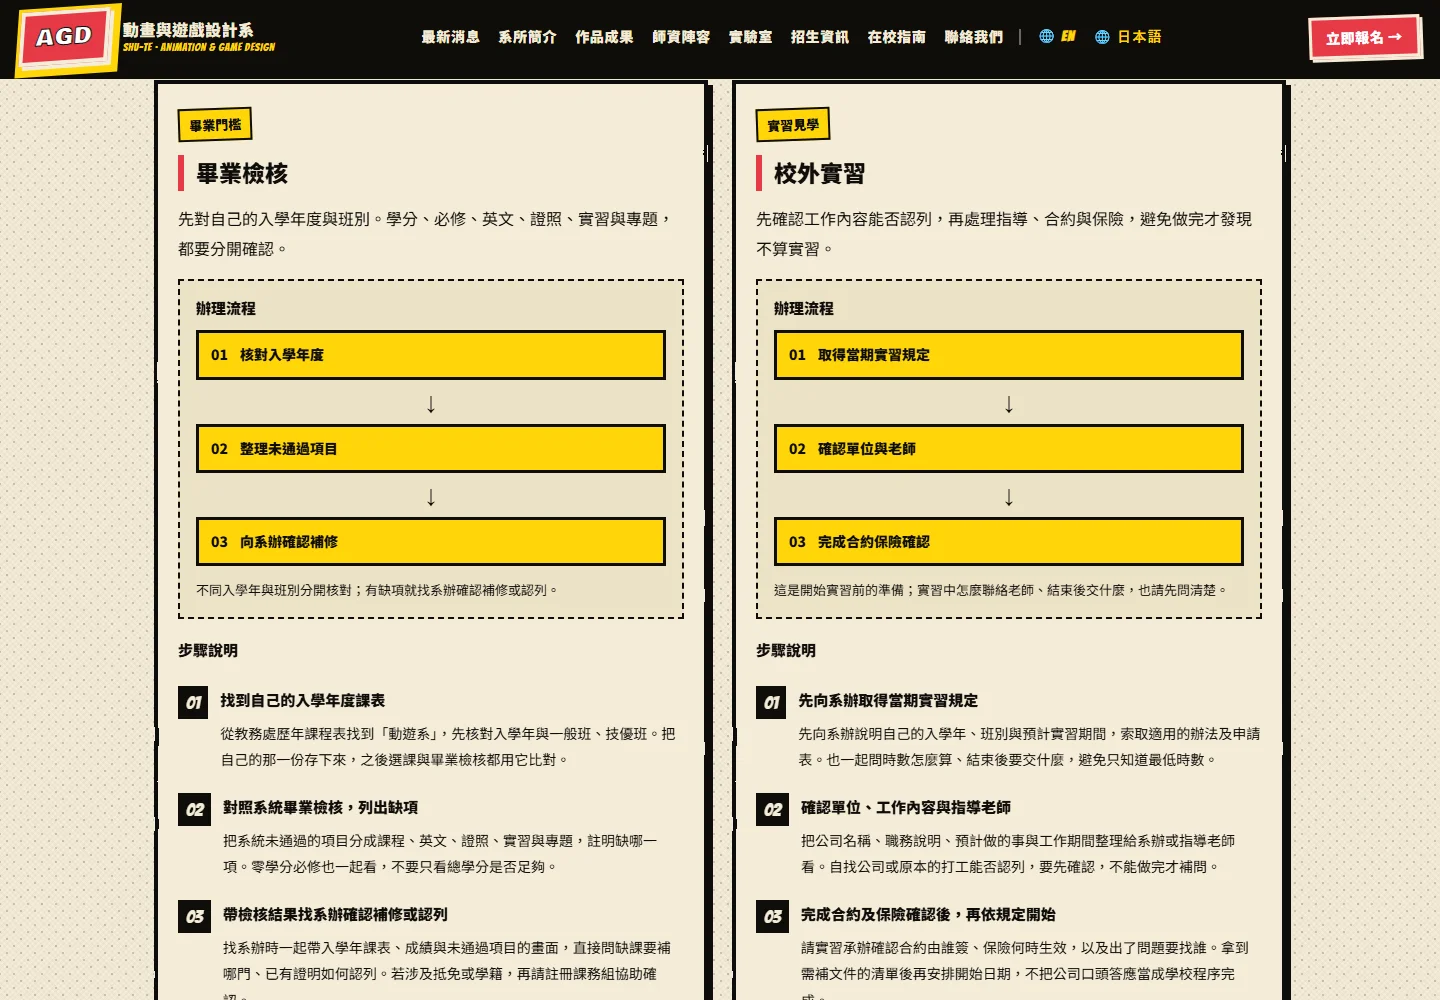 AGD
動畫與遊戲設計系
SHU-TE · ANIMATION & GAME DESIGN
最新消息 系所簡介 作品成果 師資陣容 實驗室 招生資訊 在校指南 聯絡我們 | EN 日本語
立即報名 →
畢業門檻
畢業檢核
先對自己的入學年度與班別。學分、必修、英文、證照、實習與專題，
都要分開確認。
辦理流程
01 核對入學年度
↓
02 整理未通過項目
↓
03 向系辦確認補修
不同入學年與班別分開核對；有缺項就找系辦確認補修或認列。
步驟說明
01 找到自己的入學年度課表
從教務處歷年課程表找到「動遊系」，先核對入學年與一般班、技優班。把
自己的那一份存下來，之後選課與畢業檢核都用它比對。
02 對照系統畢業檢核，列出缺項
把系統未通過的項目分成課程、英文、證照、實習與專題，註明缺哪一
項。零學分必修也一起看，不要只看總學分是否足夠。
03 帶檢核結果找系辦確認補修或認列
找系辦時一起帶入學年課表、成績與未通過項目的畫面，直接問缺課要補
哪門、已有證明如何認列。若涉及抵免或學籍，再請註冊課務組協助確
認。
實習見學
校外實習
先確認工作內容能否認列，再處理指導、合約與保險，避免做完才發現
不算實習。
辦理流程
01 取得當期實習規定
↓
02 確認單位與老師
↓
03 完成合約保險確認
這是開始實習前的準備；實習中怎麼聯絡老師、結束後交什麼，也請先問清楚。
步驟說明
01 先向系辦取得當期實習規定
先向系辦說明自己的入學年、班別與預計實習期間，索取適用的辦法及申請
表。也一起問時數怎麼算、結束後要交什麼，避免只知道最低時數。
02 確認單位、工作內容與指導老師
把公司名稱、職務說明、預計做的事與工作期間整理給系辦或指導老師
看。自找公司或原本的打工能否認列，要先確認，不能做完才補問。
03 完成合約及保險確認後，再依規定開始
請實習承辦確認合約由誰簽、保險何時生效，以及出了問題要找誰。拿到
需補文件的清單後再安排開始日期，不把公司口頭答應當成學校程序完
成。